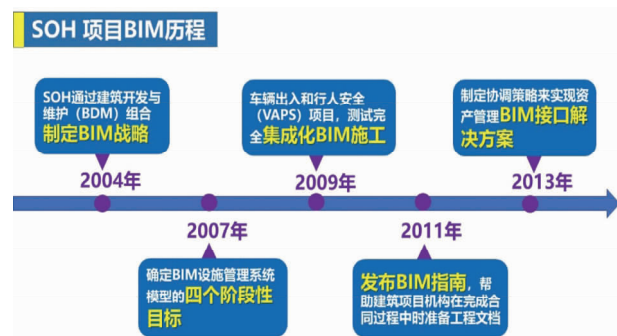 SOH 项目BIM历程
SOH通过建筑开发与
维护（BDM）组合
制定BIM战略
车辆出入和行人安全
（VAPS）项目，测试完
全集成化BIM施工
制定协调策略来实现资
产管理BIM接口解
决方案
2004年
2009年
2013年
2007年
2011年
确定BIM设施管理系统
模型的四个阶段性
目标
发布BIM指南，帮
助建筑项目机构在完成合
同过程中时准备工程文档